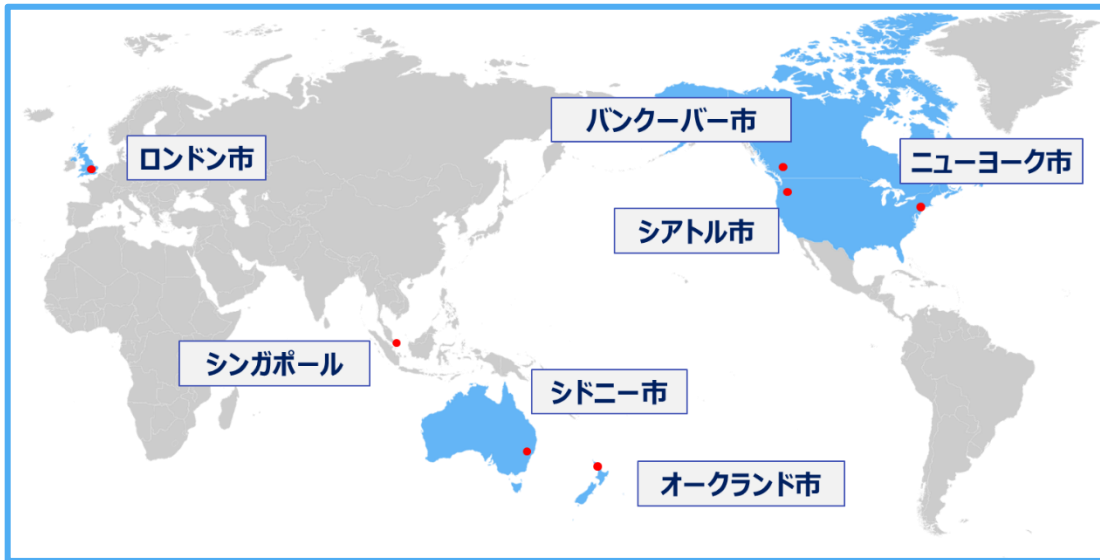 バンクーバー市
ロンドン市
ニューヨーク市
シアトル市
シンガポール
シドニー市
オークランド市